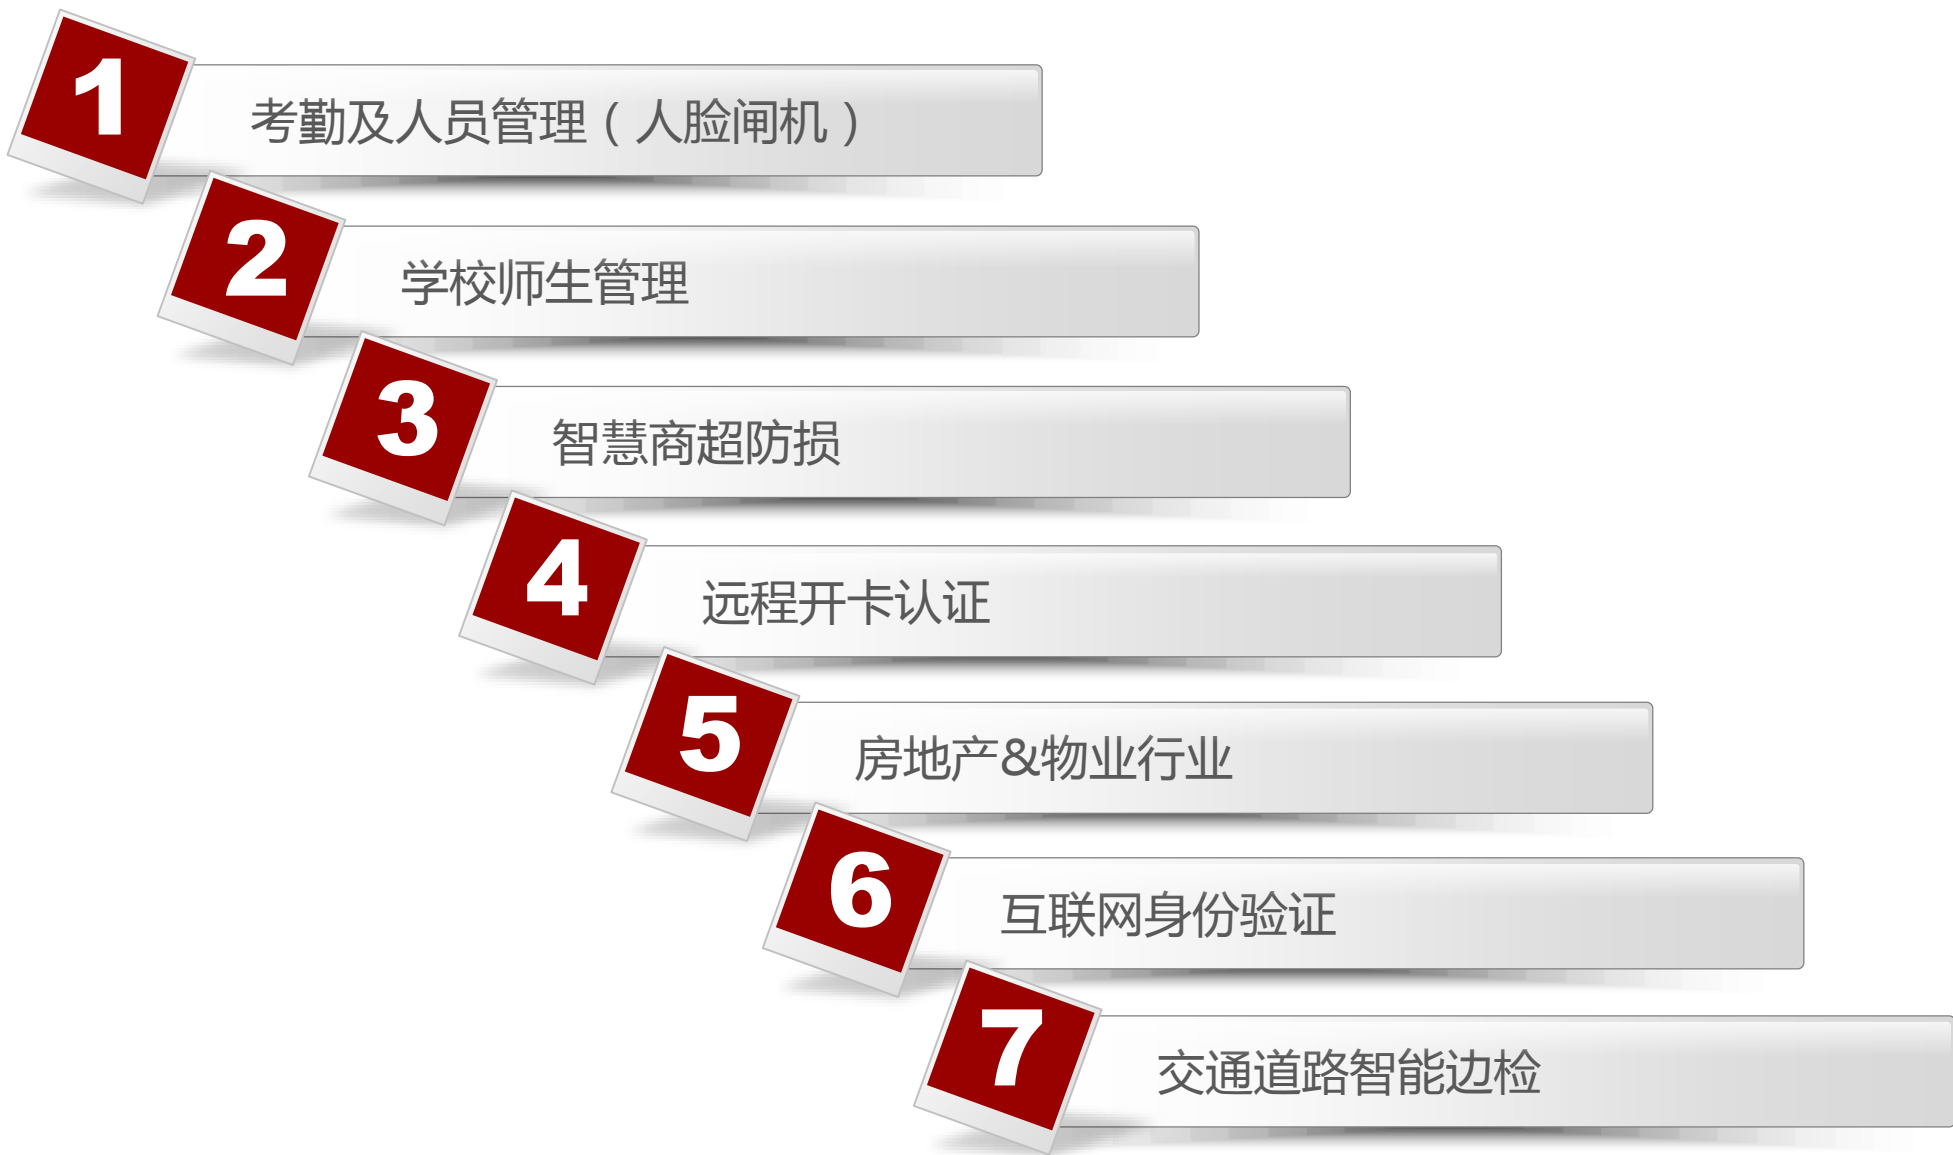 1
考勤及人员管理（人脸闸机）
2
学校师生管理
3
智慧商超防损
4
远程开卡认证
5
房地产&物业行业
6
互联网身份验证
7
交通道路智能边检